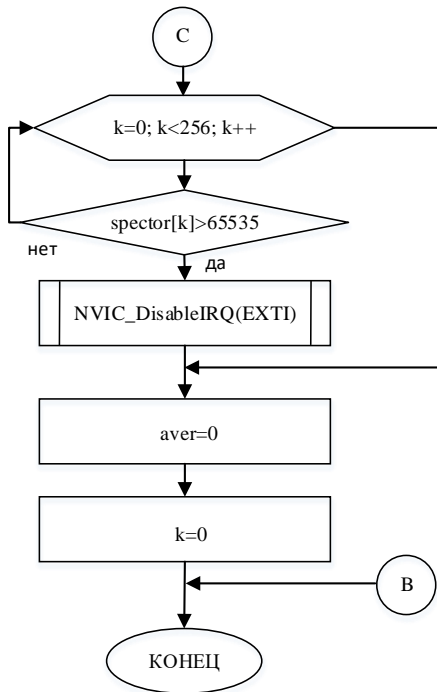 C
k=0; k<256; k++
spector[k]>65535
нет
да
NVIC_DisableIRQ(EXTI)
aver=0
k=0
B
КОНЕЦ